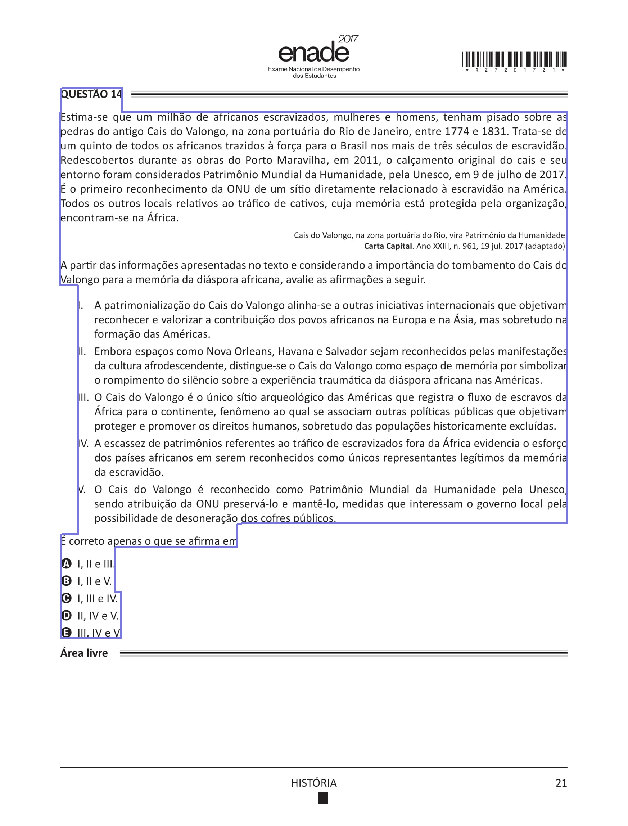 enade 2017
Exame Nacional de Desempenho
dos Estudantes
*R27201721*
QUESTÃO 14
Estima-se que um milhão de africanos escravizados, mulheres e homens, tenham pisado sobre as
pedras do antigo Cais do Valongo, na zona portuária do Rio de Janeiro, entre 1774 e 1831. Trata-se de
um quinto de todos os africanos trazidos à força para o Brasil nos mais de três séculos de escravidão.
Redescobertos durante as obras do Porto Maravilha, em 2011, o calçamento original do cais e seu
entorno foram considerados Patrimônio Mundial da Humanidade, pela Unesco, em 9 de julho de 2017.
É o primeiro reconhecimento da ONU de um sítio diretamente relacionado à escravidão na América.
Todos os outros locais relativos ao tráfico de cativos, cuja memória está protegida pela organização,
encontram-se na África.
Cais do Valongo, na zona portuária do Rio, vira Patrimônio da Humanidade.
Carta Capital. Ano XXIII, n. 961, 19 jul. 2017 (adaptado).
A partir das informações apresentadas no texto e considerando a importância do tombamento do Cais do
Valongo para a memória da diáspora africana, avalie as afirmações a seguir.
I. A patrimonialização do Cais do Valongo alinha-se a outras iniciativas internacionais que objetivam
reconhecer e valorizar a contribuição dos povos africanos na Europa e na Ásia, mas sobretudo na
formação das Américas.
II. Embora espaços como Nova Orleans, Havana e Salvador sejam reconhecidos pelas manifestações
da cultura afrodescendente, distingue-se o Cais do Valongo como espaço de memória por simbolizar
o rompimento do silêncio sobre a experiência traumática da diáspora africana nas Américas.
III. O Cais do Valongo é o único sítio arqueológico das Américas que registra o fluxo de escravos da
África para o continente, fenômeno ao qual se associam outras políticas públicas que objetivam
proteger e promover os direitos humanos, sobretudo das populações historicamente excluídas.
IV. A escassez de patrimônios referentes ao tráfico de escravizados fora da África evidencia o esforço
dos países africanos em serem reconhecidos como únicos representantes legítimos da memória
da escravidão.
V. O Cais do Valongo é reconhecido como Patrimônio Mundial da Humanidade pela Unesco,
sendo atribuição da ONU preservá-lo e mantê-lo, medidas que interessam o governo local pela
possibilidade de desoneração dos cofres públicos.
É correto apenas o que se afirma em
A I, II e III.
B I, II e V.
C I, III e IV.
D II, IV e V.
E III, IV e V
Área livre
HISTÓRIA
21